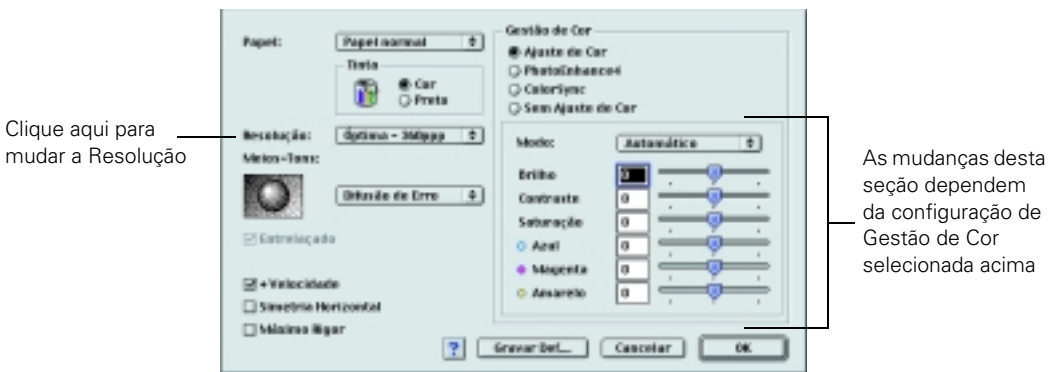 Clique aqui para
mudar a Resolução
Papel:
Papel normal
Tinta
Cor
Preta
Resolução:
Óptima - 360ppp
Meios-Tons:
Difusão de Erro
Entrelaçado
+Velocidade
Simetria Horizontal
Máximo Rigor
Gestão de Cor
Ajuste de Cor
PhotoEnhance4
ColorSync
Sem Ajuste de Cor
Modo:
Automático
Brilho
0
Contraste
0
Saturação
0
Azul
0
Magenta
0
Amarelo
0
?
Gravar Def...
Cancelar
OK
As mudanças desta
seção dependem
da configuração de
Gestão de Cor
selecionada acima